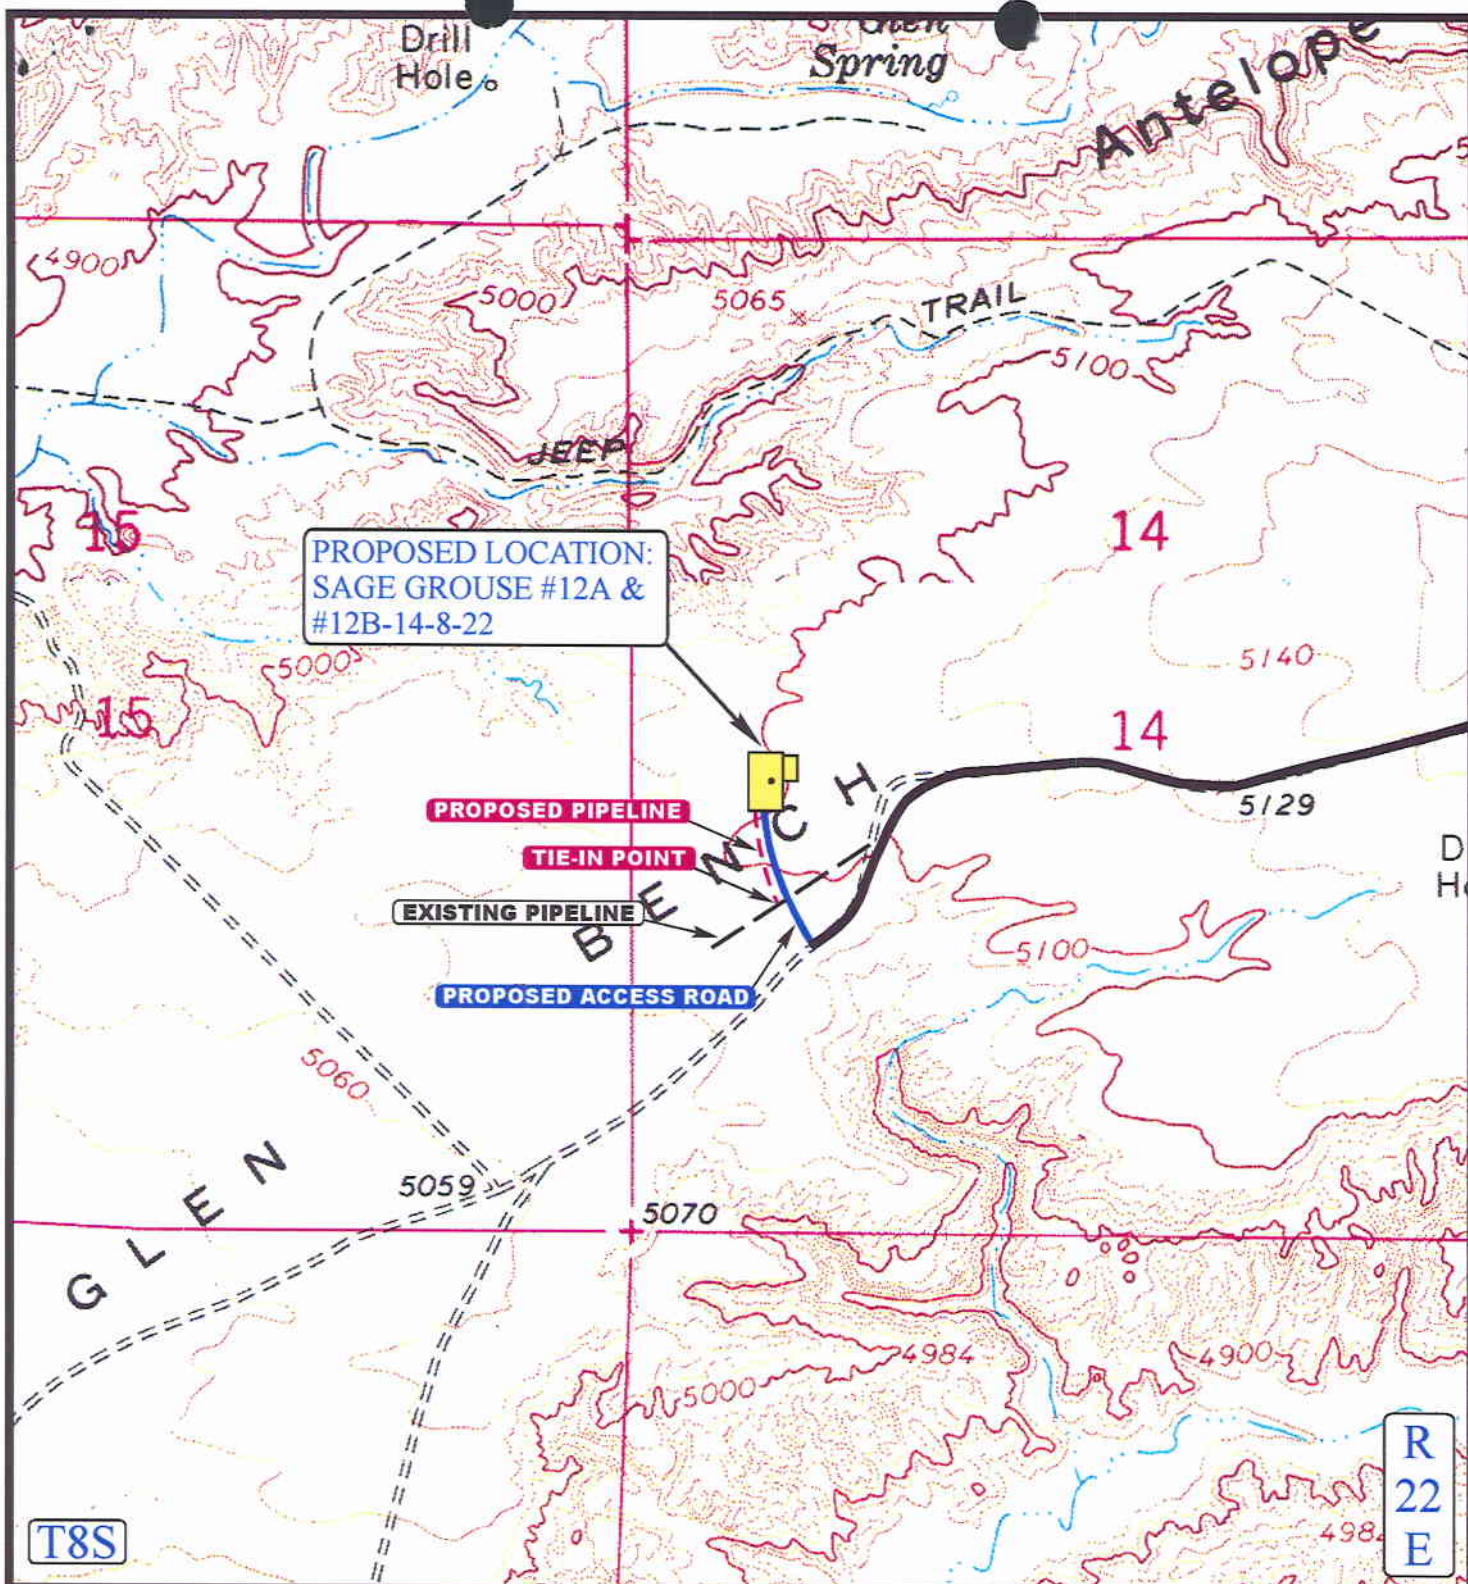 Drill
Hole
Glen
Spring
Antelope
4900
5000
5065
TRAIL
5100
JEEP
15
14
PROPOSED LOCATION:
SAGE GROUSE #12A &
#12B-14-8-22
5000
5140
15
14
PROPOSED PIPELINE
5129
TIE-IN POINT
EXISTING PIPELINE
BENCH
5100
PROPOSED ACCESS ROAD
5060
GLEN
5059
5070
4984
4900
5000
R
22
E
T8S